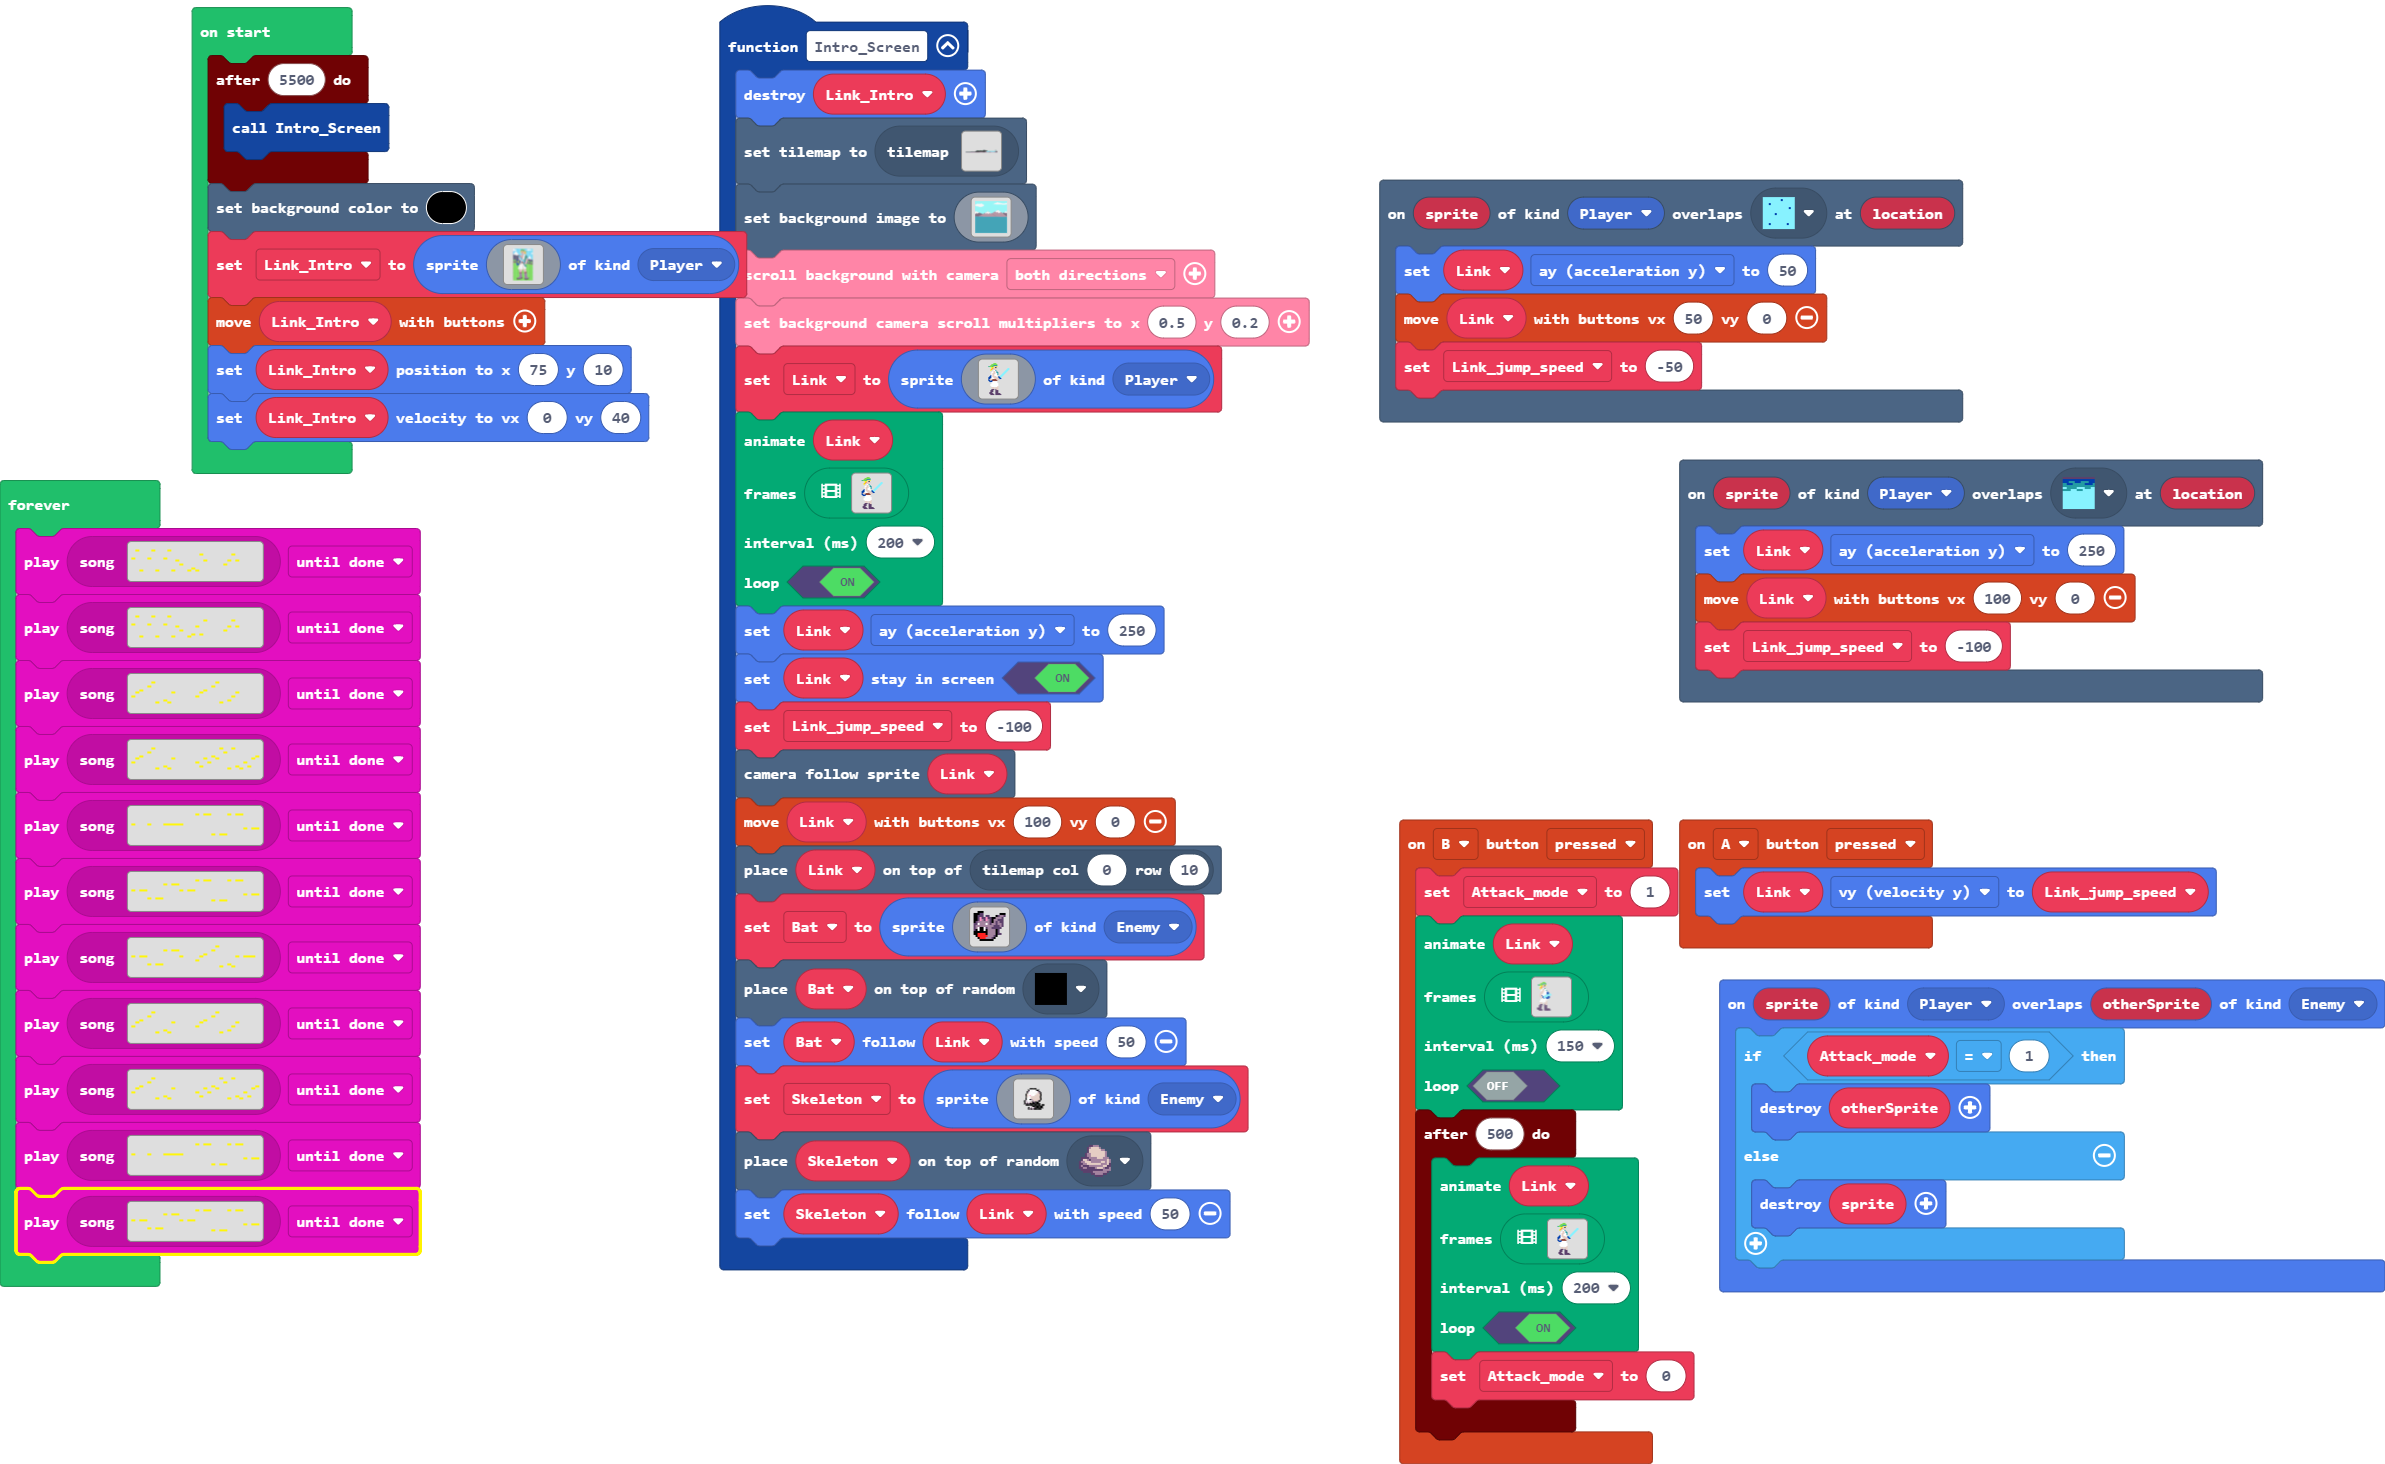 on start
after 5500 do
call Intro_Screen
set background color to
set Link_Intro to sprite of kind Player
move Link_Intro with buttons
set Link_Intro position to x 75 y 10
set Link_Intro velocity to vx 0 vy 40
forever
play song until done
play song until done
play song until done
play song until done
play song until done
play song until done
play song until done
play song until done
play song until done
play song until done
play song until done
function Intro_Screen
destroy Link_Intro
set tilemap to tilemap
set background image to
scroll background with camera both directions
set background camera scroll multipliers to x 0.5 y 0.2
set Link to sprite of kind Player
animate Link
frames
interval (ms) 200
loop ON
set Link ay (acceleration y) to 250
set Link stay in screen ON
set Link_jump_speed to -100
camera follow sprite Link
move Link with buttons vx 100 vy 0
place Link on top of tilemap col 0 row 10
set Bat to sprite of kind Enemy
place Bat on top of random
set Bat follow Link with speed 50
set Skeleton to sprite of kind Enemy
place Skeleton on top of random
set Skeleton follow Link with speed 50
on sprite of kind Player overlaps at location
set Link ay (acceleration y) to 50
move Link with buttons vx 50 vy 0
set Link_jump_speed to -50
on sprite of kind Player overlaps at location
set Link ay (acceleration y) to 250
move Link with buttons vx 100 vy 0
set Link_jump_speed to -100
on B button pressed
set Attack_mode to 1
animate Link
frames
interval (ms) 150
loop OFF
after 500 do
animate Link
frames
interval (ms) 200
loop ON
set Attack_mode to 0
on A button pressed
set Link vy (velocity y) to Link_jump_speed
on sprite of kind Player overlaps otherSprite of kind Enemy
if Attack_mode = 1 then
destroy otherSprite
else
destroy sprite